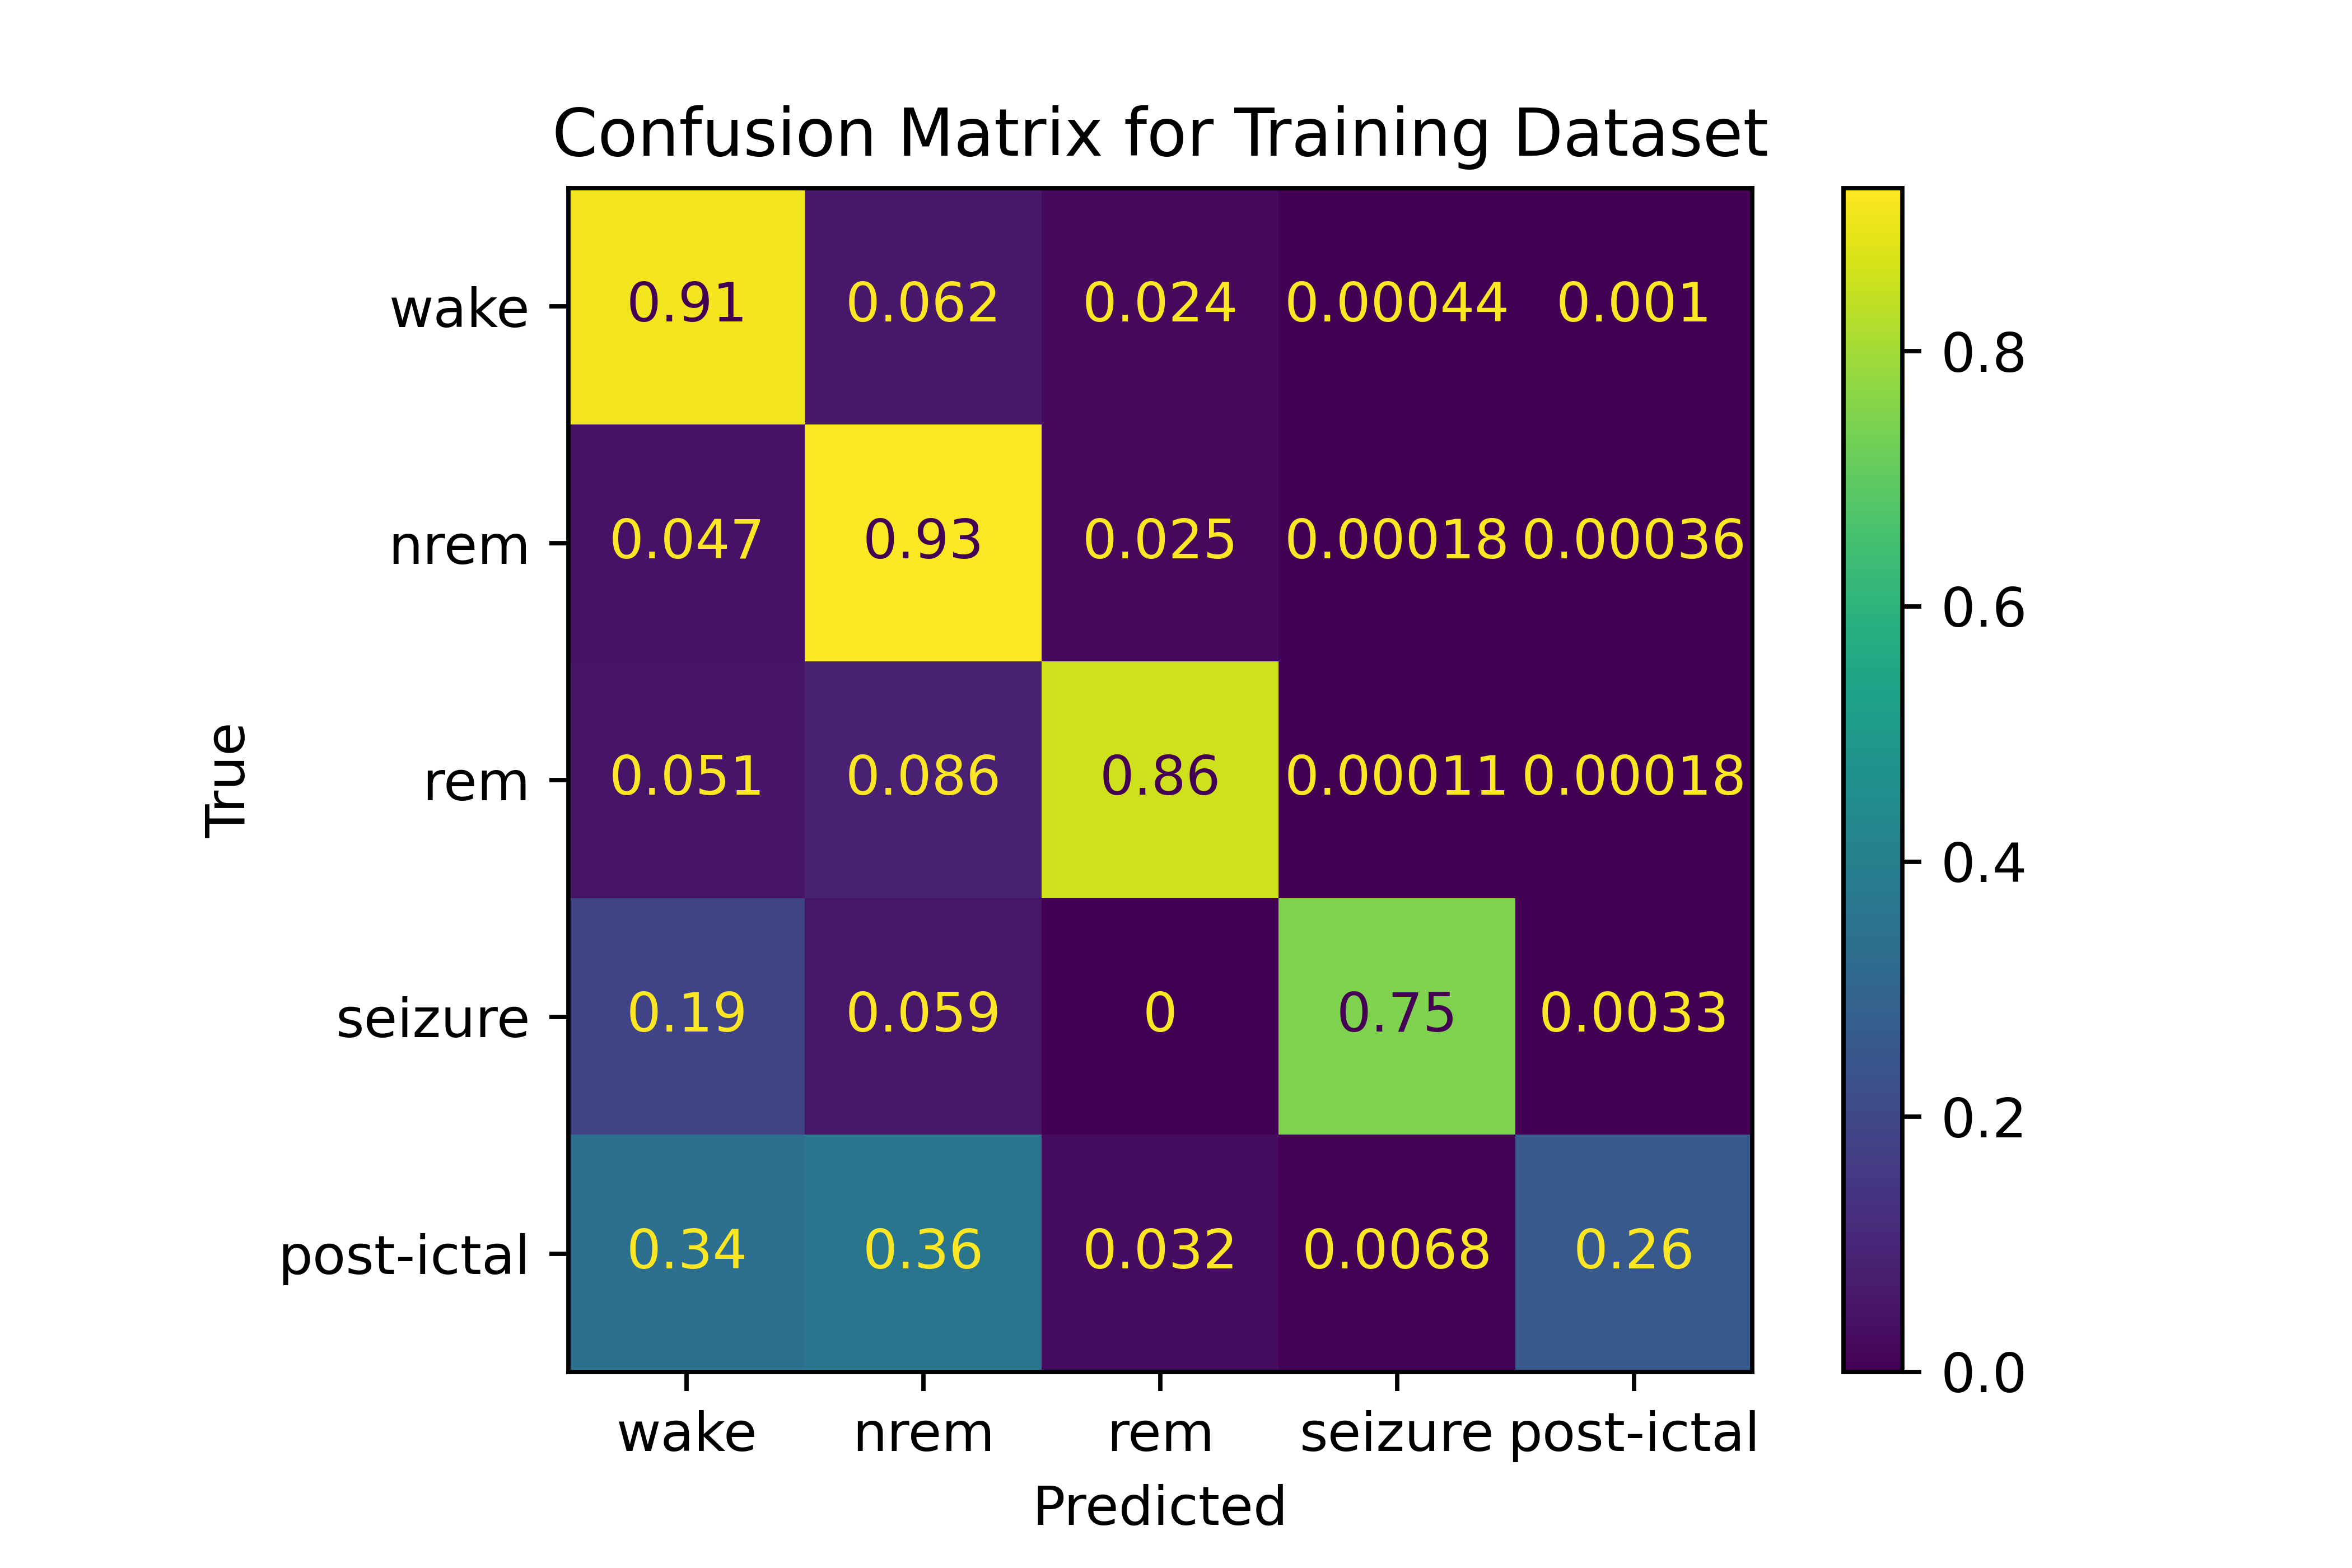 Confusion Matrix for Training Dataset
wake 0.91 0.062 0.024 0.00044 0.001
0.8
nrem 0.047 0.93 0.025 0.00018 0.00036
0.6
True
rem 0.051 0.086 0.86 0.00011 0.00018
0.4
seizure 0.19 0.059 0 0.75 0.0033
0.2
post-ictal 0.34 0.36 0.032 0.0068 0.26
0.0
wake nrem rem seizure post-ictal
Predicted